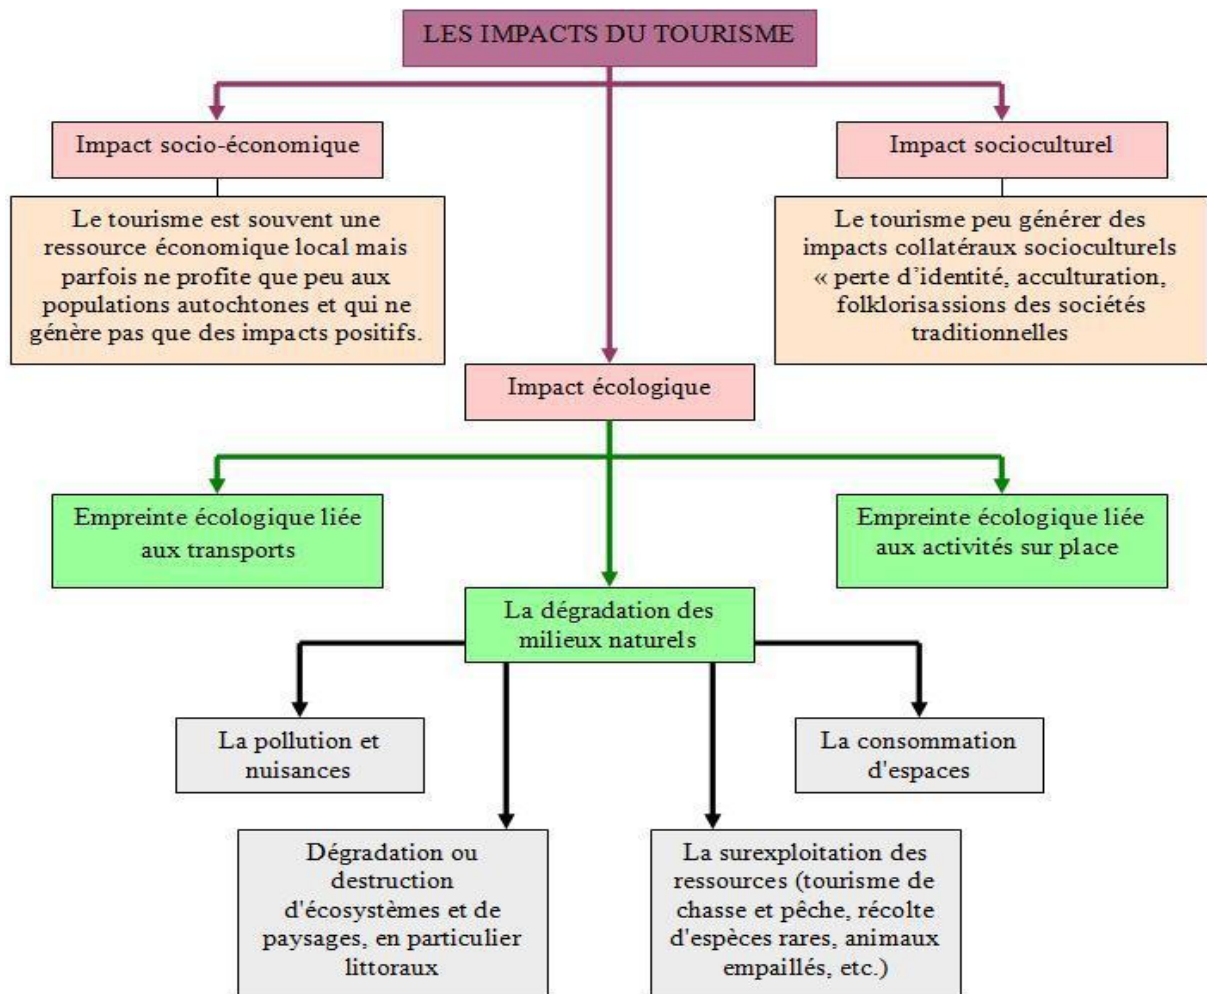 LES IMPACTS DU TOURISME
Impact socio-économique
Impact socioculturel
Le tourisme est souvent une
ressource économique local mais
parfois ne profite que peu aux
populations autochtones et qui ne
génère pas que des impacts positifs.
Le tourisme peu générer des
impacts collatéraux socioculturels
« perte d'identité, acculturation,
folklorisassions des sociétés
traditionnelles
Impact écologique
Empreinte écologique liée
aux transports
Empreinte écologique liée
aux activités sur place
La dégradation des
milieux naturels
La pollution et
nuisances
La consommation
d'espaces
Dégradation ou
destruction
d'écosystèmes et de
paysages, en particulier
littoraux
La surexploitation des
ressources (tourisme de
chasse et pêche, récolte
d'espèces rares, animaux
empaillés, etc.)